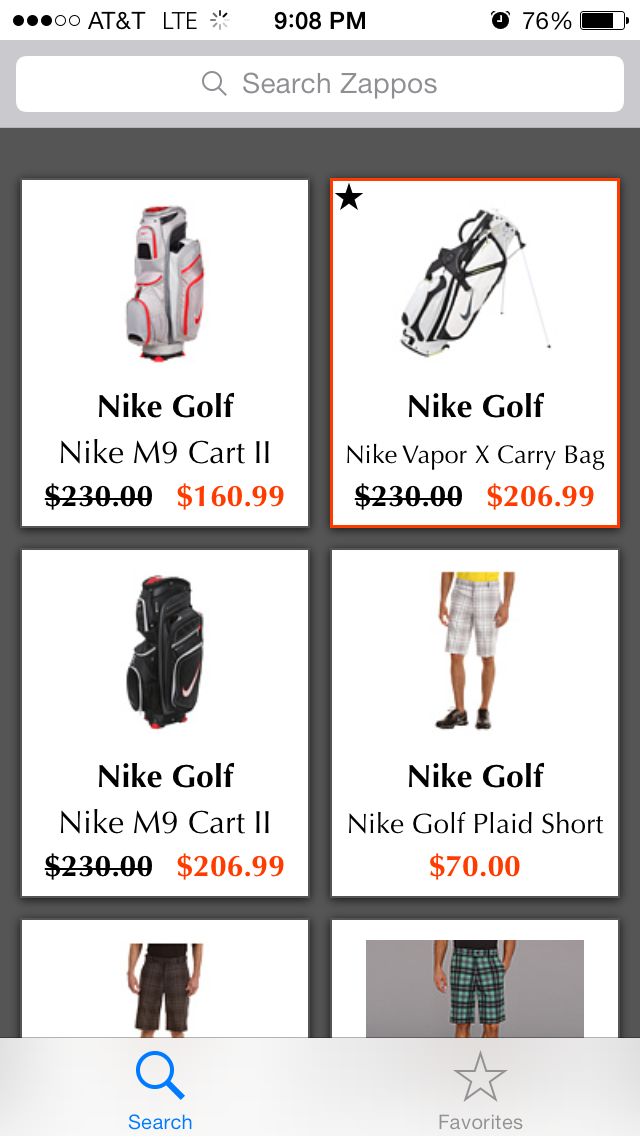 AT&T LTE 9:08 PM 76%
Search Zappos
Nike Golf
Nike M9 Cart II
$230.00 $160.99
Nike Golf
Nike Vapor X Carry Bag
$230.00 $206.99
Nike Golf
Nike M9 Cart II
$230.00 $206.99
Nike Golf
Nike Golf Plaid Short
$70.00
Search
Favorites